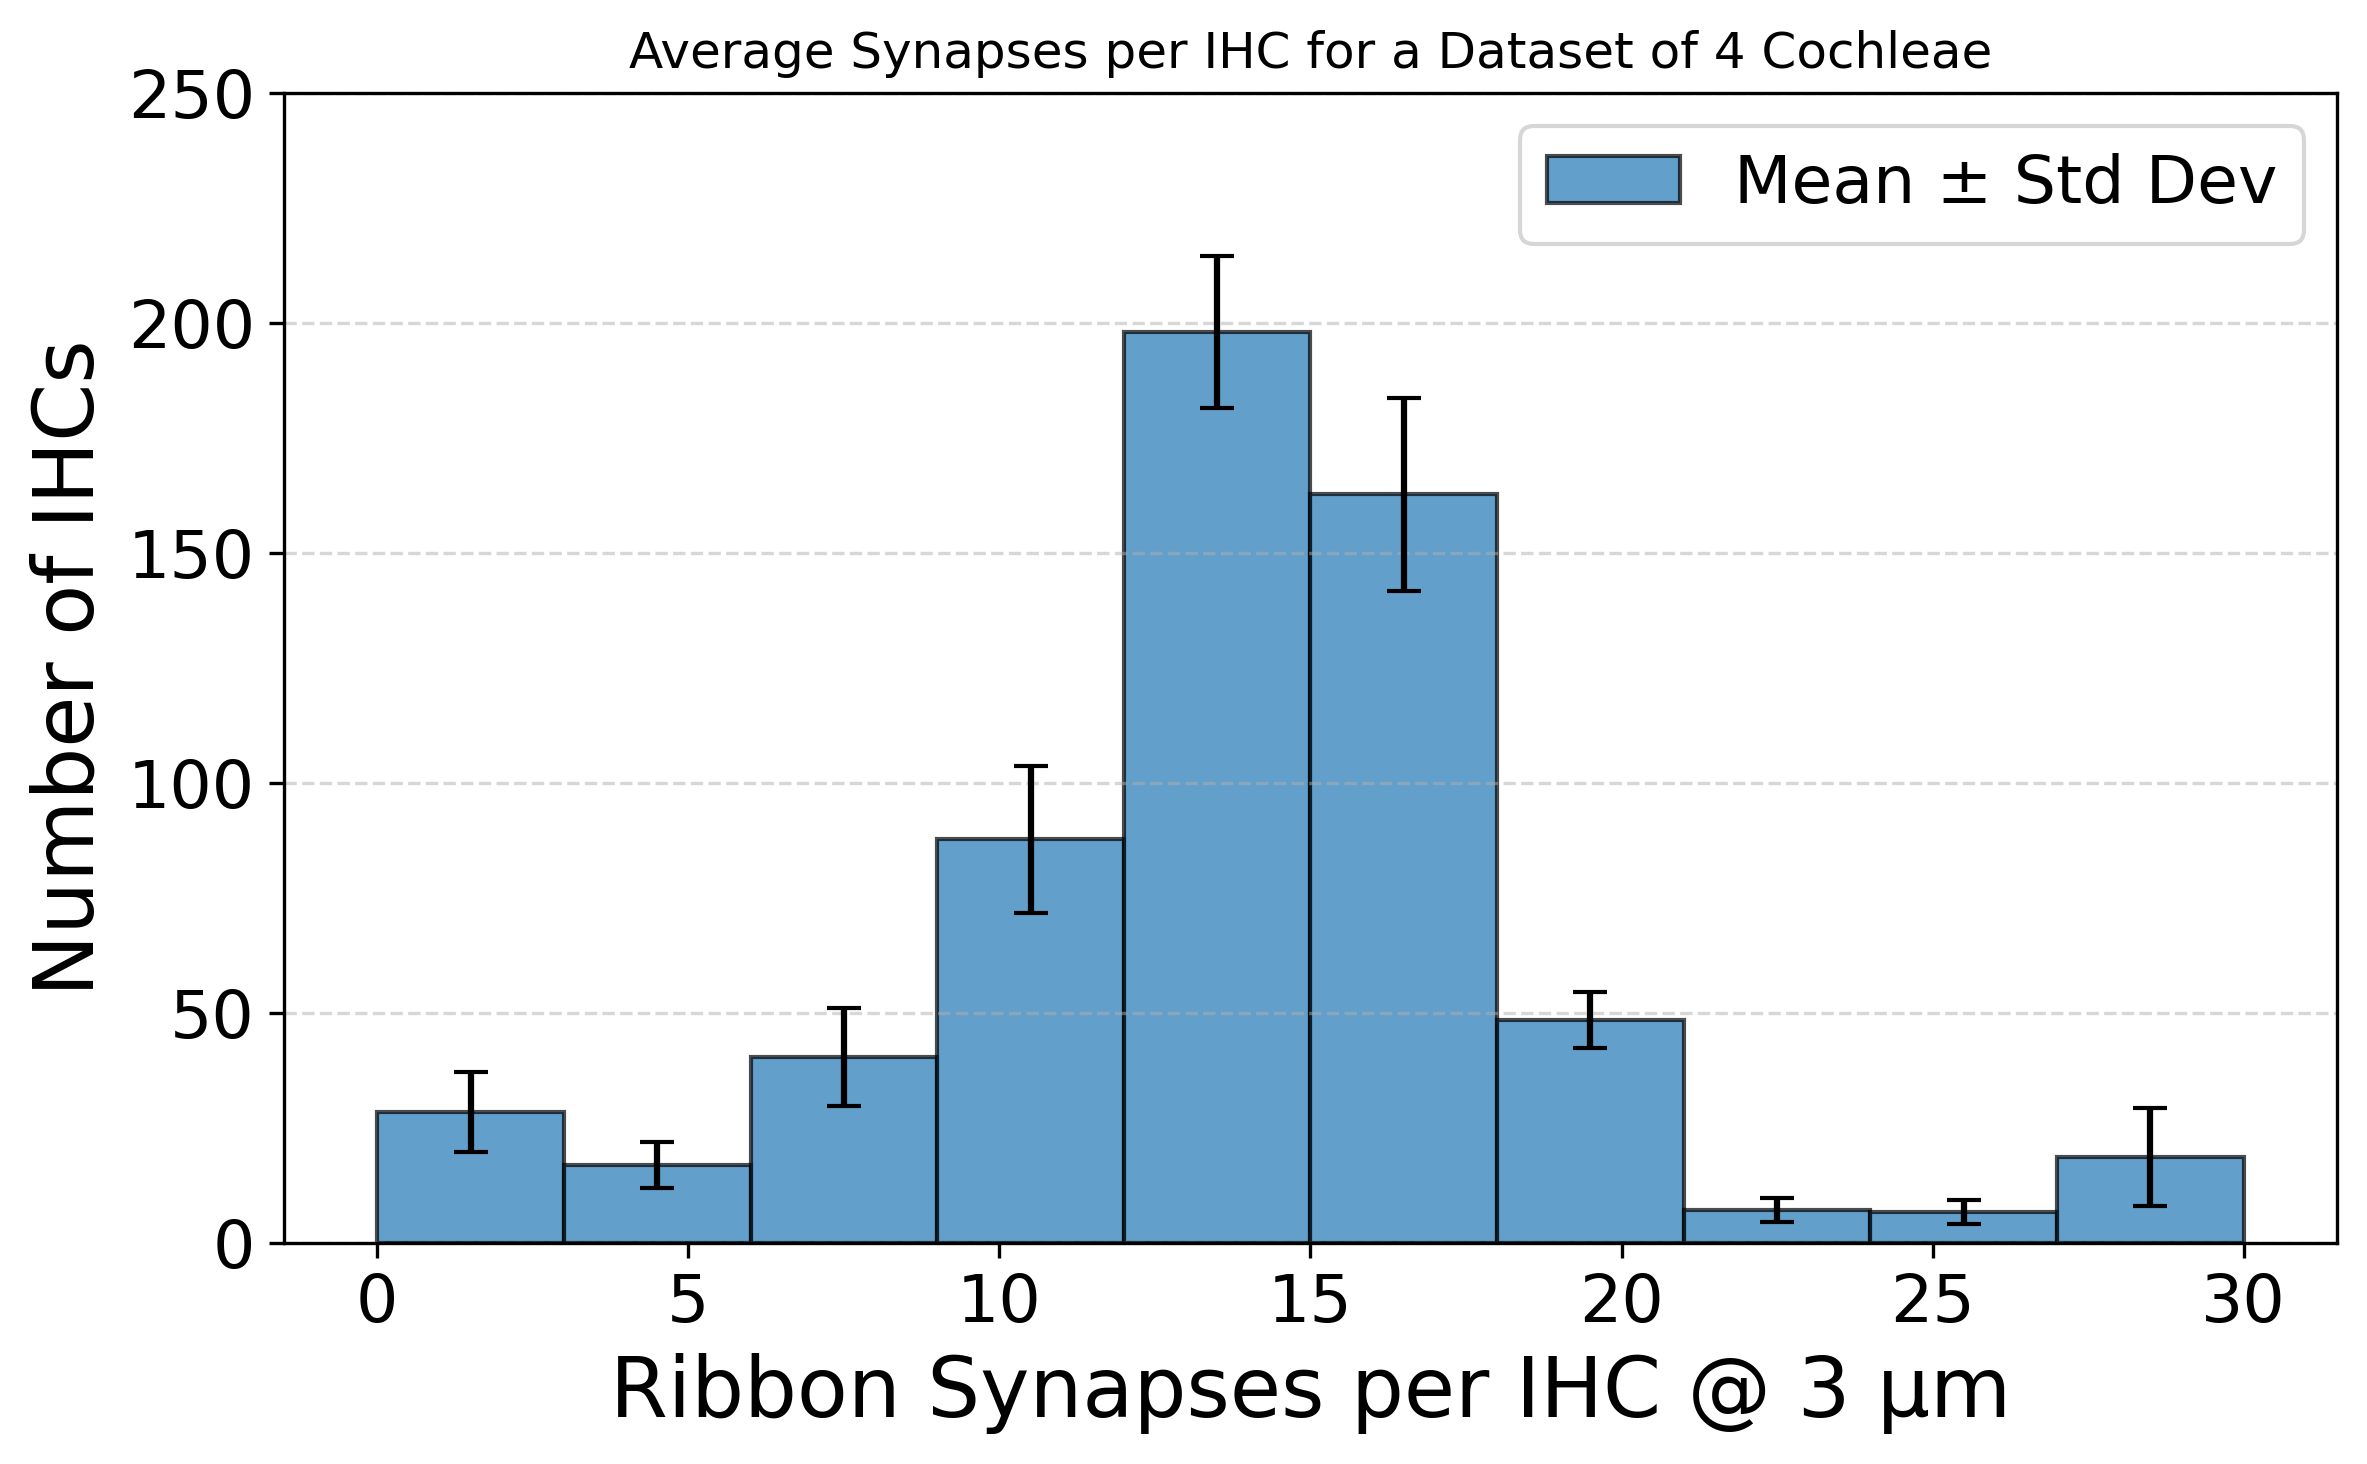 Average Synapses per IHC for a Dataset of 4 Cochleae
Mean ± Std Dev
Number of IHCs
250
200
150
100
50
0
0 5 10 15 20 25 30
Ribbon Synapses per IHC @ 3 µm